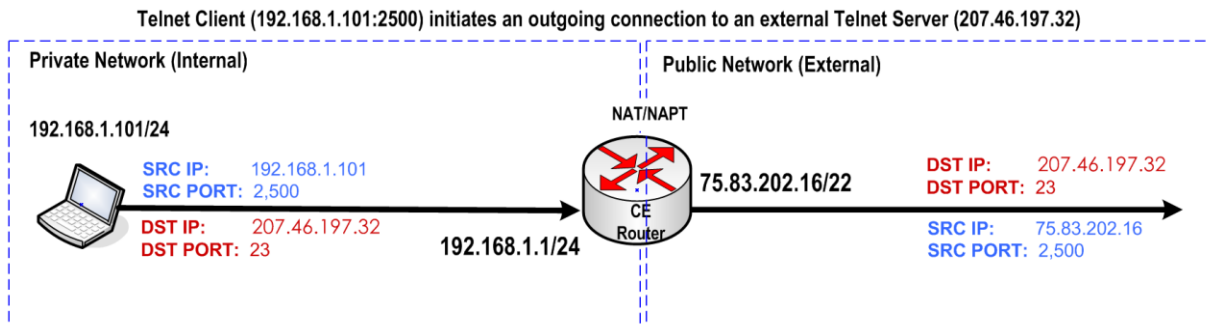 Telnet Client (192.168.1.101:2500) initiates an outgoing connection to an external Telnet Server (207.46.197.32)
Private Network (Internal)
Public Network (External)
NAT/NAPT
192.168.1.101/24
SRC IP: 192.168.1.101
SRC PORT: 2,500
DST IP: 207.46.197.32
DST PORT: 23
192.168.1.1/24
CE
Router
75.83.202.16/22
DST IP: 207.46.197.32
DST PORT: 23
SRC IP: 75.83.202.16
SRC PORT: 2,500